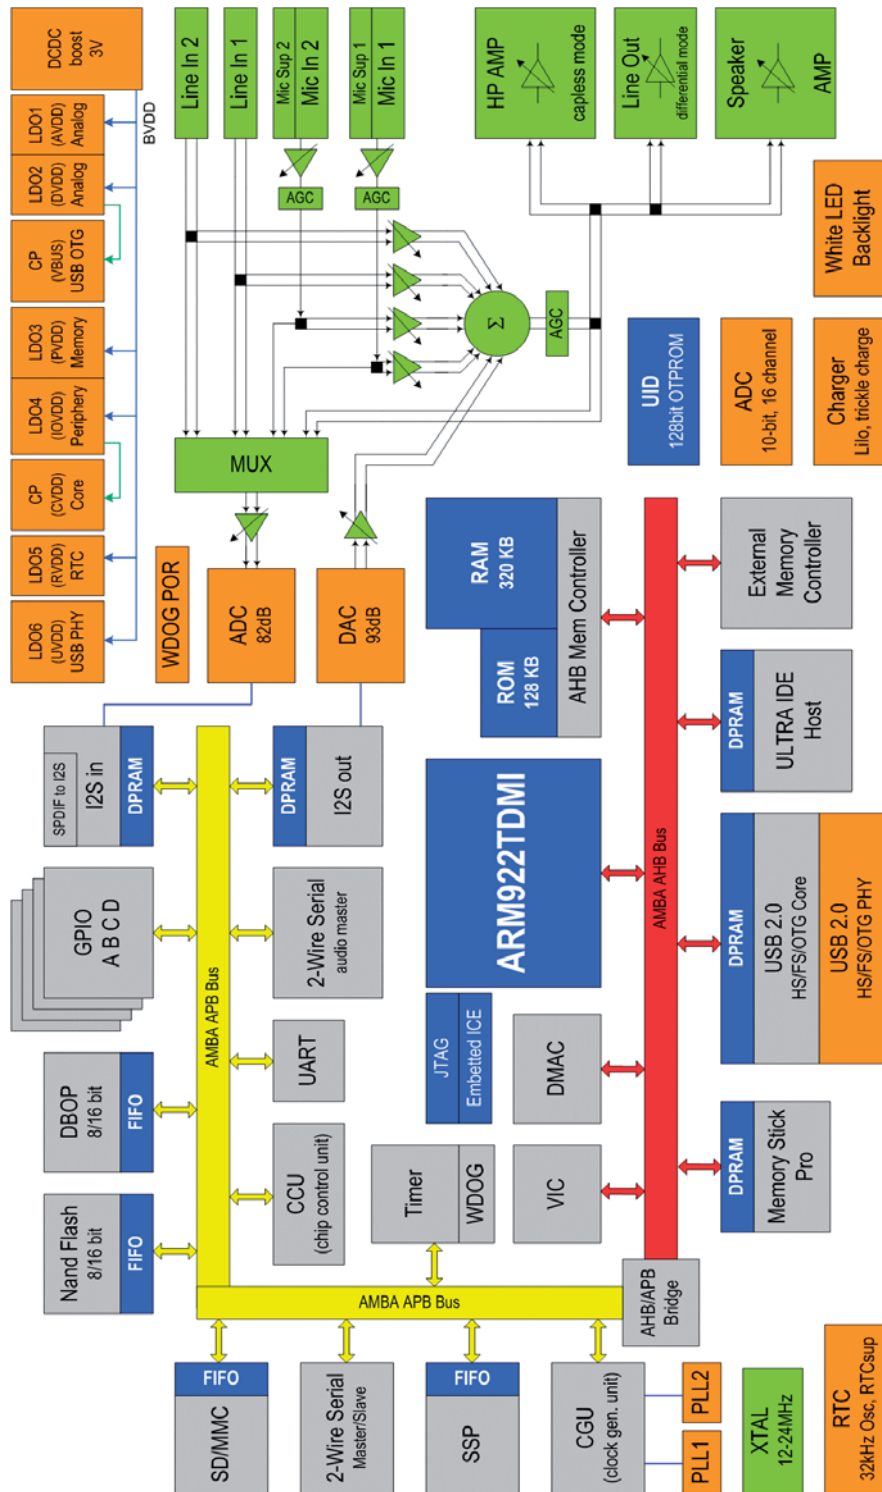 DCDC
boost
3V
BVDD
LDO1
(AVDD)
Analog
LDO2
(DVDD)
Analog
CP
(VBUS)
USB OTG
LDO3
(PVDD)
Memory
LDO4
(IOVDD)
Periphery
CP
(CVDD)
Core
LDO5
(RVDD)
RTC
LDO6
(UVDD)
USB PHY
Line In 2
Line In 1
Mic Sup 2
Mic In 2
Mic Sup 1
Mic In 1
AGC
AGC
HP AMP
capless mode
Line Out
differential mode
Speaker
AMP
Σ
AGC
MUX
White LED
Backlight
UID
128bit OTPROM
ADC
10-bit, 16 channel
Charger
LiIo, trickle charge
WDOG POR
ADC
82dB
DAC
93dB
RAM
320 KB
ROM
128 KB
AHB Mem Controller
External
Memory
Controller
SPDIF to I2S
I2S in
DPRAM
DPRAM
I2S out
DPRAM
ULTRA IDE
Host
GPIO
A B C D
2-Wire Serial
audio master
ARM922TDMI
AMBA AHB Bus
DPRAM
USB 2.0
HS/FS/OTG Core
USB 2.0
HS/FS/OTG PHY
AMBA APB Bus
DBOP
8/16 bit
FIFO
UART
JTAG
Embetted ICE
DMAC
Nand Flash
8/16 bit
FIFO
CCU
(chip control unit)
Timer
WDOG
VIC
DPRAM
Memory Stick
Pro
AMBA APB Bus
AHB/APB
Bridge
FIFO
SD/MMC
2-Wire Serial
Master/Slave
FIFO
SSP
CGU
(clock gen. unit)
PLL1
PLL2
XTAL
12-24MHz
RTC
32kHz Osc, RTCsup